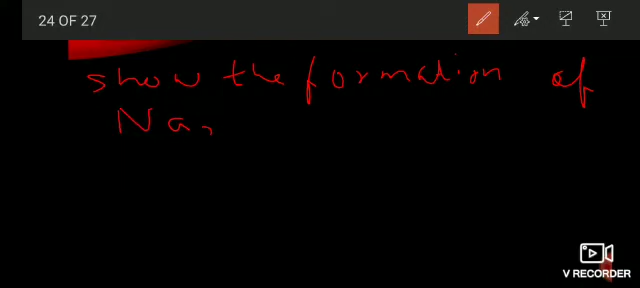 24 OF 27
show the formation of
Na,
V RECORDER